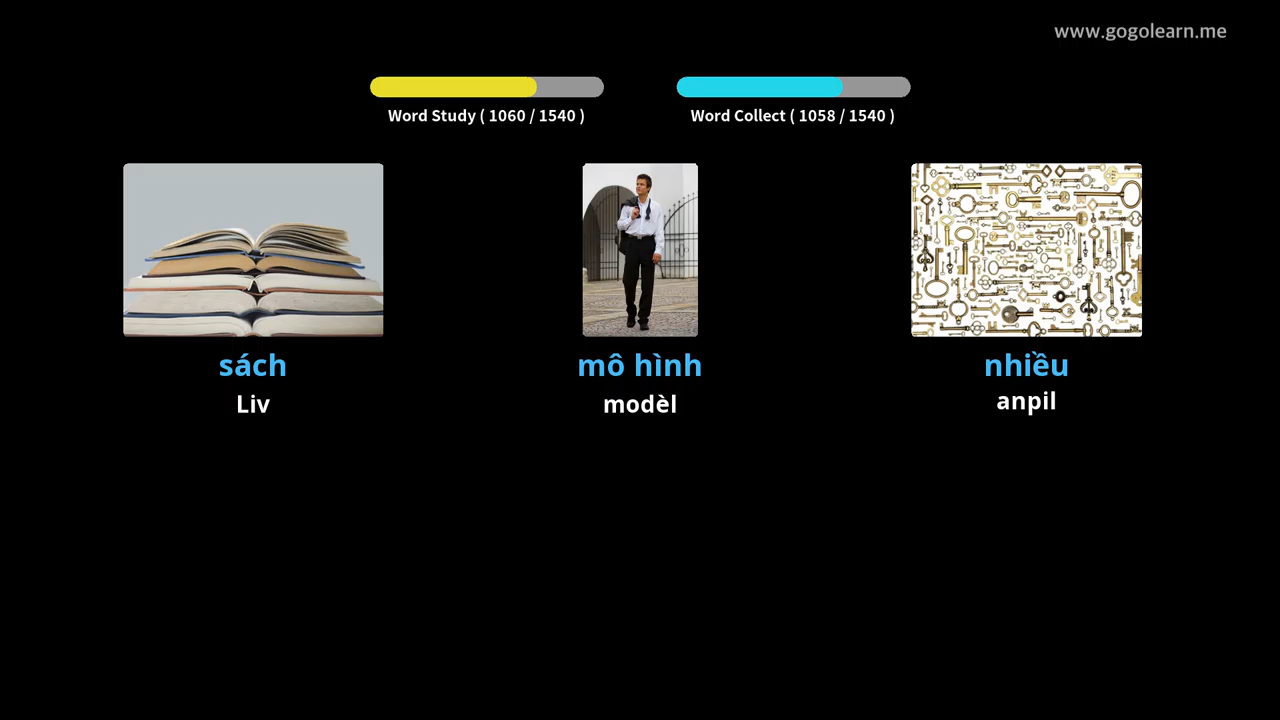 www.gogolearn.me
Word Study ( 1060 / 1540 )
Word Collect ( 1058 / 1540 )
sách
mô hình
nhiều
Liv
modèl
anpil